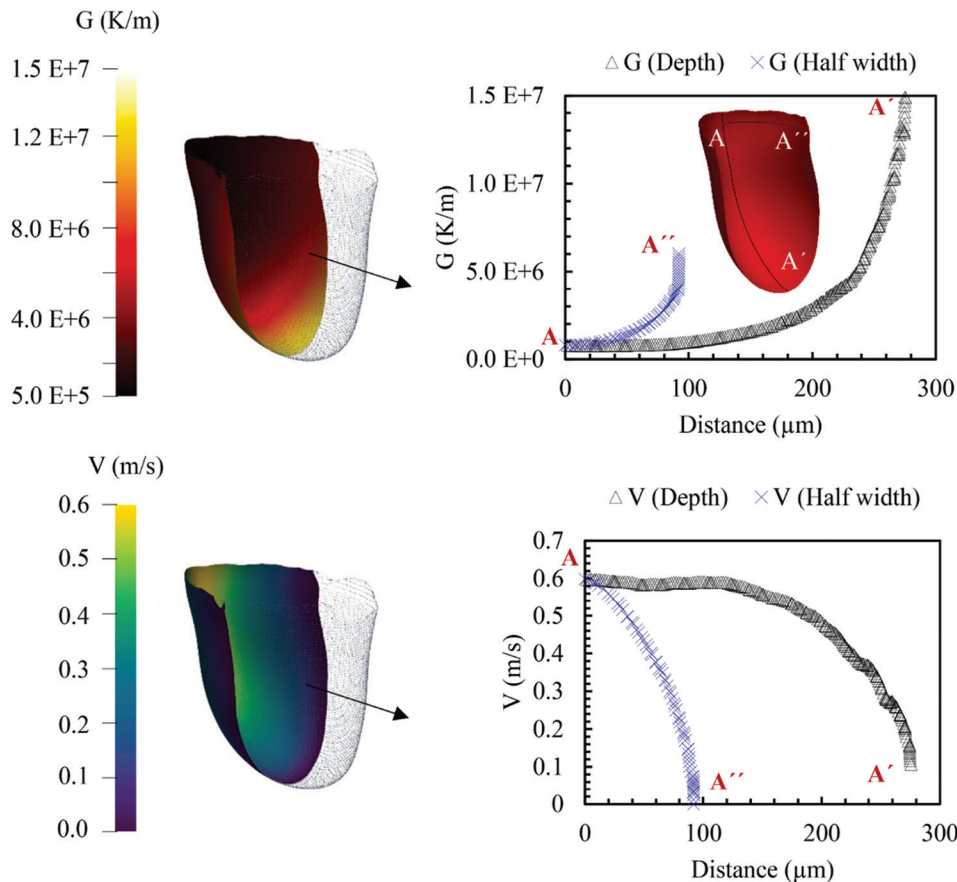 G (K/m)
1.5 E+7
1.2 E+7
8.0 E+6
4.0 E+6
5.0 E+5
△ G (Depth) × G (Half width)
1.5 E+7
1.0 E+7
5.0 E+6
0.0 E+0
G (K/m)
A´
A
A´´
A´
A´´
A
0 100 200 300
Distance (µm)
V (m/s)
0.6
0.5
0.4
0.3
0.2
0.1
0.0
△ V (Depth) × V (Half width)
0.7
0.6
0.5
0.4
0.3
0.2
0.1
0
V (m/s)
A
A´´
A´
0 100 200 300
Distance (µm)